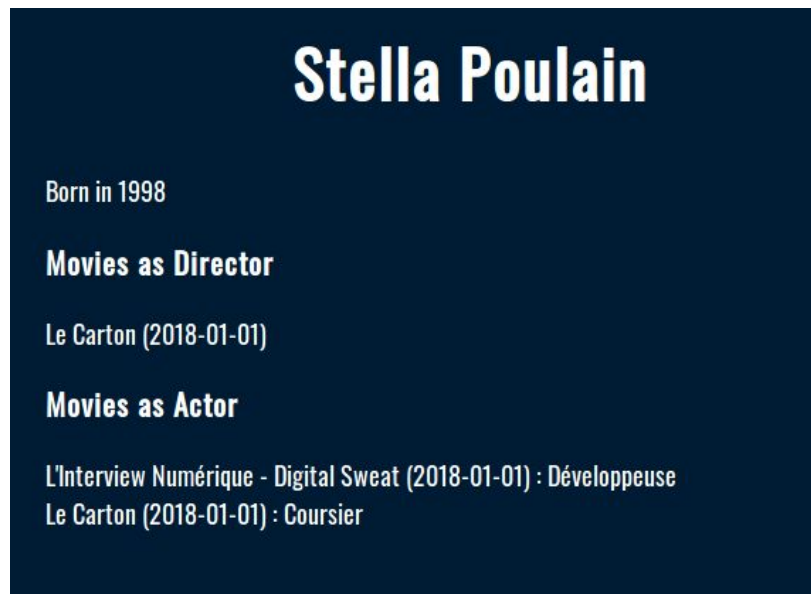 Stella Poulain
Born in 1998
Movies as Director
Le Carton (2018-01-01)
Movies as Actor
L'Interview Numérique - Digital Sweat (2018-01-01) : Développeuse
Le Carton (2018-01-01) : Coursier